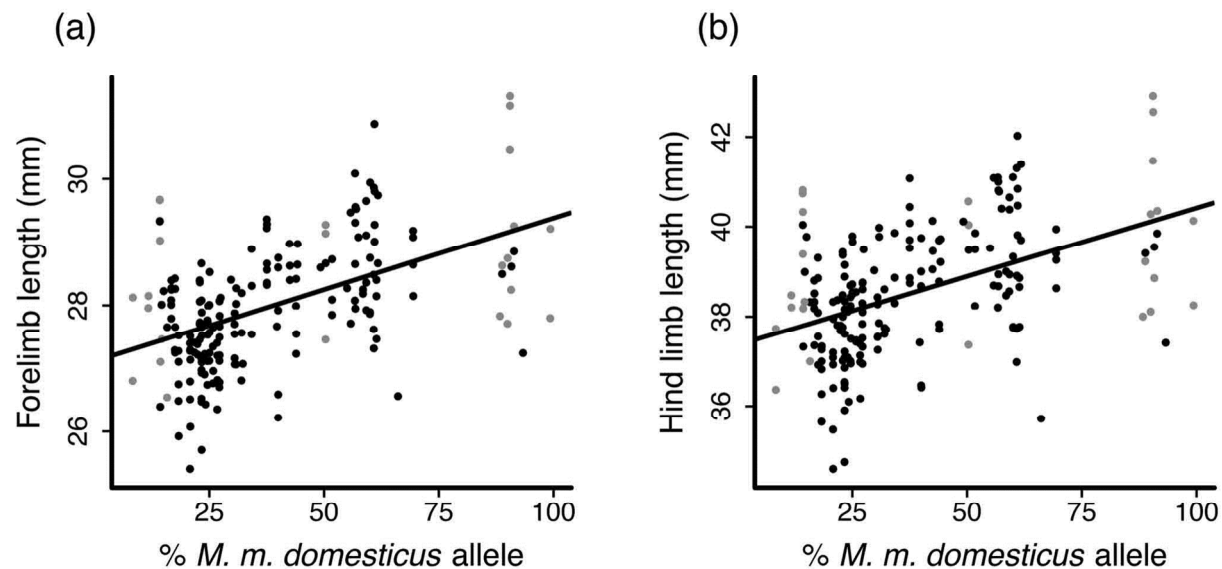 (a)
Forelimb length (mm)
30
28
26
25
50
75
100
% M. m. domesticus allele
(b)
Hind limb length (mm)
42
40
38
36
25
50
75
100
% M. m. domesticus allele